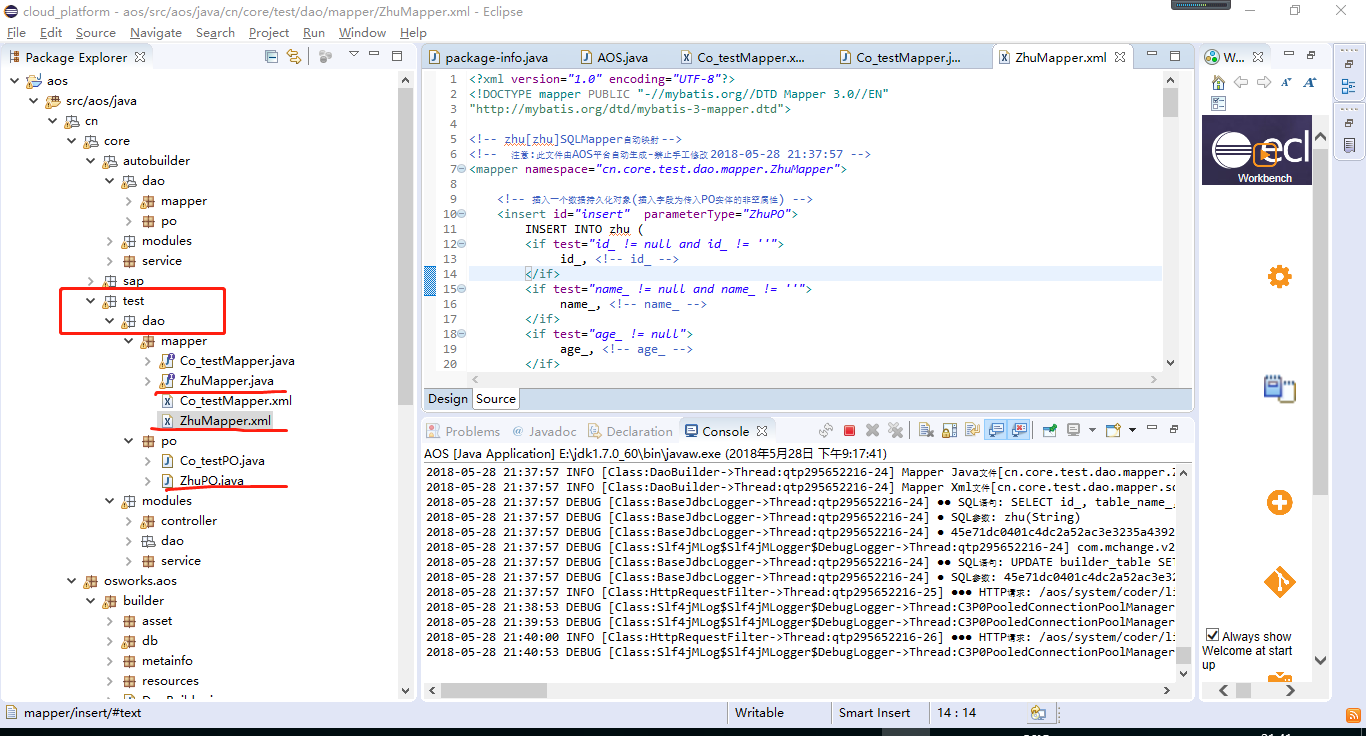 cloud_platform - aos/src/aos/java/cn/core/test/dao/mapper/ZhuMapper.xml - Eclipse
File Edit Source Navigate Search Project Run Window Help
Package Explorer
aos
src/aos/java
cn
core
autobuilder
dao
mapper
po
modules
service
sap
test
dao
mapper
Co_testMapper.java
ZhuMapper.java
Co_testMapper.xml
ZhuMapper.xml
po
Co_testPO.java
ZhuPO.java
modules
controller
dao
service
osworks.aos
builder
asset
db
metainfo
resources
package-info.java AOS.java Co_testMapper.x... Co_testMapper.j... ZhuMapper.xml
1 <?xml version="1.0" encoding="UTF-8"?>
2 <!DOCTYPE mapper PUBLIC "-//mybatis.org//DTD Mapper 3.0//EN"
3 "http://mybatis.org/dtd/mybatis-3-mapper.dtd">
4
5 <!-- zhu[zhu]SQLMapper自动映射 -->
6 <!-- 注意:此文件由AOS平台自动生成-禁止手工修改 2018-05-28 21:37:57 -->
7 <mapper namespace="cn.core.test.dao.mapper.ZhuMapper">
8
9 <!-- 插入一个数据持久化对象(插入字段为传入PO实体的非空属性) -->
10 <insert id="insert" parameterType="ZhuPO">
11 INSERT INTO zhu (
12 <if test="id_ != null and id_ != ''">
13 id_, <!-- id_ -->
14 </if>
15 <if test="name_ != null and name_ != ''">
16 name_, <!-- name_ -->
17 </if>
18 <if test="age_ != null">
19 age_, <!-- age_ -->
20 </if>
Design Source
Problems @ Javadoc Declaration Console
AOS [Java Application] E:\jdk1.7.0_60\bin\javaw.exe (2018年5月28日 下午9:17:41)
2018-05-28 21:37:57 INFO [Class:DaoBuilder->Thread:qtp295652216-24] Mapper Java文件[cn.core.test.dao.mapper.Z
2018-05-28 21:37:57 INFO [Class:DaoBuilder->Thread:qtp295652216-24] Mapper Xml文件[cn.core.test.dao.mapper.sq
2018-05-28 21:37:57 DEBUG [Class:BaseJdbcLogger->Thread:qtp295652216-24] ●● SQL语句: SELECT id_, table_name_,
2018-05-28 21:37:57 DEBUG [Class:BaseJdbcLogger->Thread:qtp295652216-24] ● SQL参数: zhu(String)
2018-05-28 21:37:57 DEBUG [Class:BaseJdbcLogger->Thread:qtp295652216-24] ● 45e71dc0401c4dc2a52ac3e3235a4392
2018-05-28 21:37:57 DEBUG [Class:Slf4jMLog$Slf4jMLogger$DebugLogger->Thread:qtp295652216-24] com.mchange.v2
2018-05-28 21:37:57 DEBUG [Class:BaseJdbcLogger->Thread:qtp295652216-24] ●● SQL语句: UPDATE builder_table SET
2018-05-28 21:37:57 DEBUG [Class:BaseJdbcLogger->Thread:qtp295652216-24] ● SQL参数: 45e71dc0401c4dc2a52ac3e32
2018-05-28 21:37:57 INFO [Class:HttpRequestFilter->Thread:qtp295652216-25] ●●● HTTP请求: /aos/system/coder/li
2018-05-28 21:38:53 DEBUG [Class:Slf4jMLog$Slf4jMLogger$DebugLogger->Thread:C3P0PooledConnectionPoolManager
2018-05-28 21:39:53 DEBUG [Class:Slf4jMLog$Slf4jMLogger$DebugLogger->Thread:C3P0PooledConnectionPoolManager
2018-05-28 21:40:00 INFO [Class:HttpRequestFilter->Thread:qtp295652216-26] ●●● HTTP请求: /aos/system/coder/li
2018-05-28 21:40:53 DEBUG [Class:Slf4jMLog$Slf4jMLogger$DebugLogger->Thread:C3P0PooledConnectionPoolManager
W...
ecl
Workbench
Always show
Welcome at start
up
mapper/insert/#text Writable Smart Insert 14 : 14